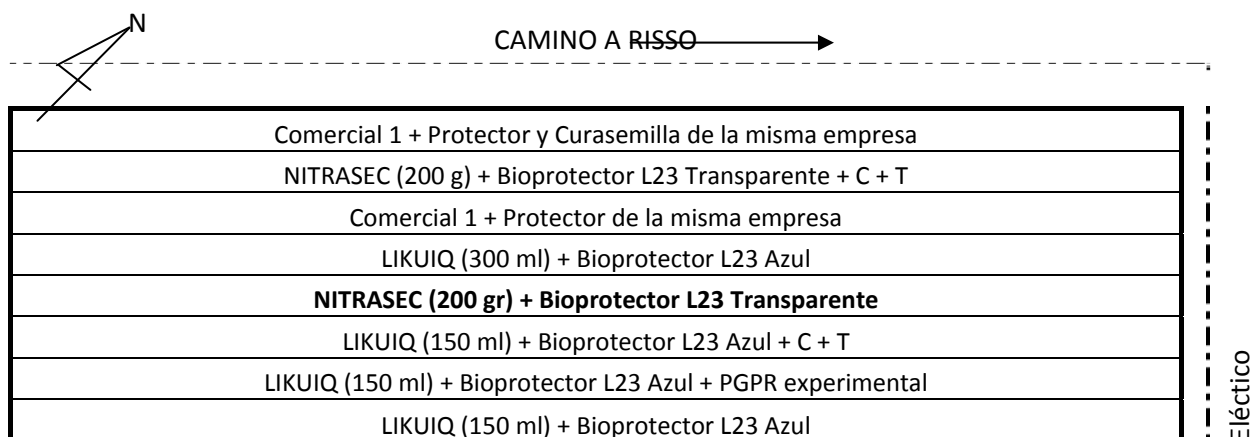 N
CAMINO A RISSO
Comercial 1 + Protector y Curasemilla de la misma empresa
NITRASEC (200 g) + Bioprotector L23 Transparente + C + T
Comercial 1 + Protector de la misma empresa
LIKUIQ (300 ml) + Bioprotector L23 Azul
NITRASEC (200 gr) + Bioprotector L23 Transparente
LIKUIQ (150 ml) + Bioprotector L23 Azul + C + T
LIKUIQ (150 ml) + Bioprotector L23 Azul + PGPR experimental
LIKUIQ (150 ml) + Bioprotector L23 Azul
Eléctico